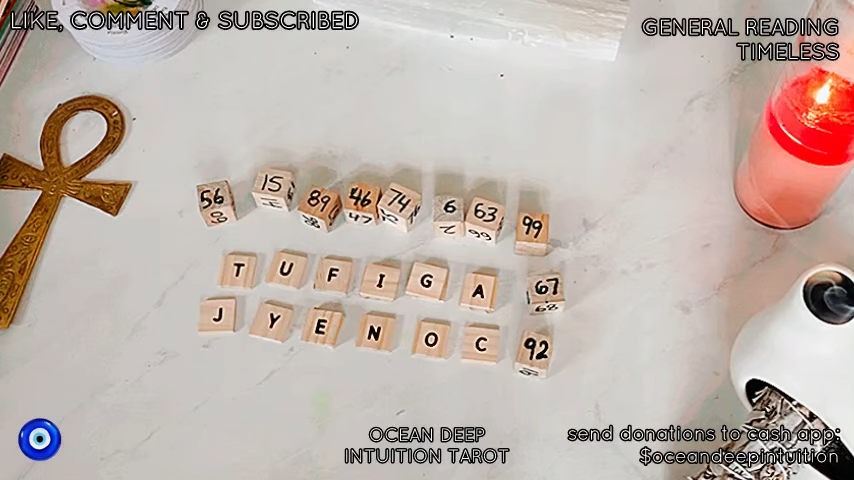 LIKE, COMMENT & SUBSCRIBED
GENERAL READING
TIMELESS
56 15 89 46 74 6 63 99
T U F I G A 67
J Y E N O C 92
OCEAN DEEP
INTUITION TAROT
send donations to cash app:
$oceandeepintuition